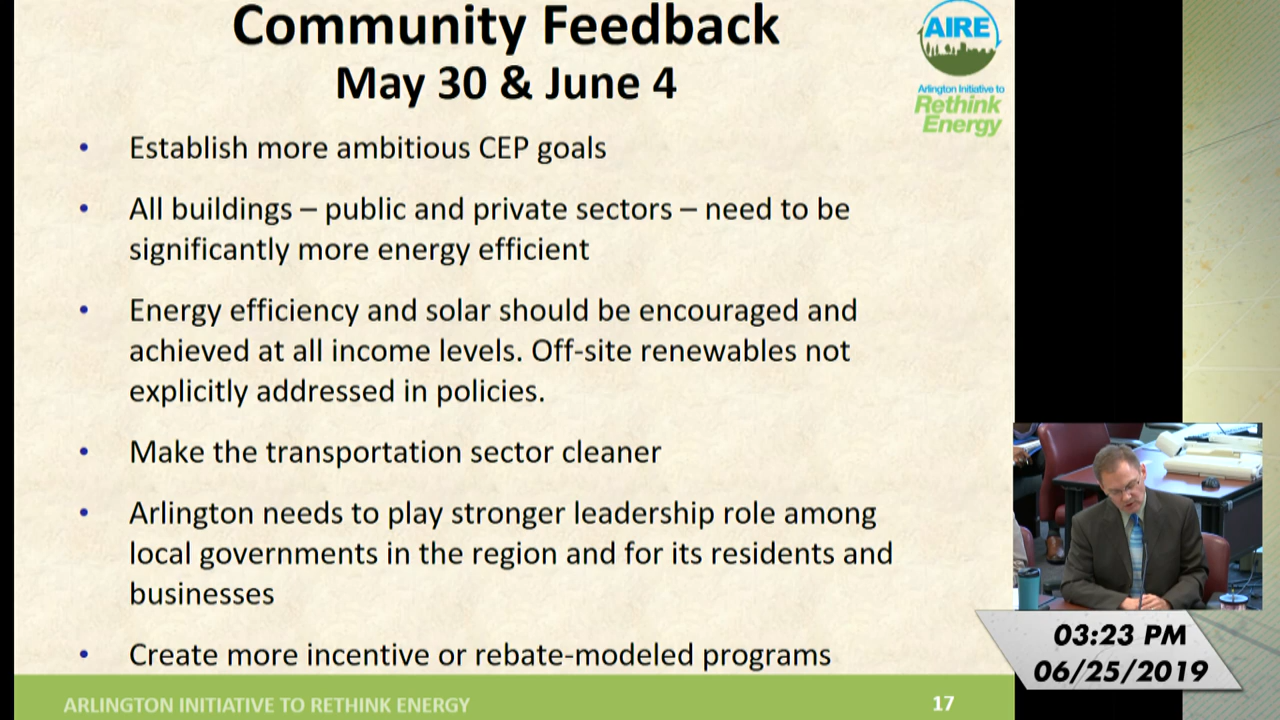 Community Feedback
May 30 & June 4
AIRE
Arlington Initiative to
Rethink
Energy
• Establish more ambitious CEP goals
• All buildings – public and private sectors – need to be
significantly more energy efficient
• Energy efficiency and solar should be encouraged and
achieved at all income levels. Off-site renewables not
explicitly addressed in policies.
• Make the transportation sector cleaner
• Arlington needs to play stronger leadership role among
local governments in the region and for its residents and
businesses
• Create more incentive or rebate-modeled programs
ARLINGTON INITIATIVE TO RETHINK ENERGY
17
03:23 PM
06/25/2019